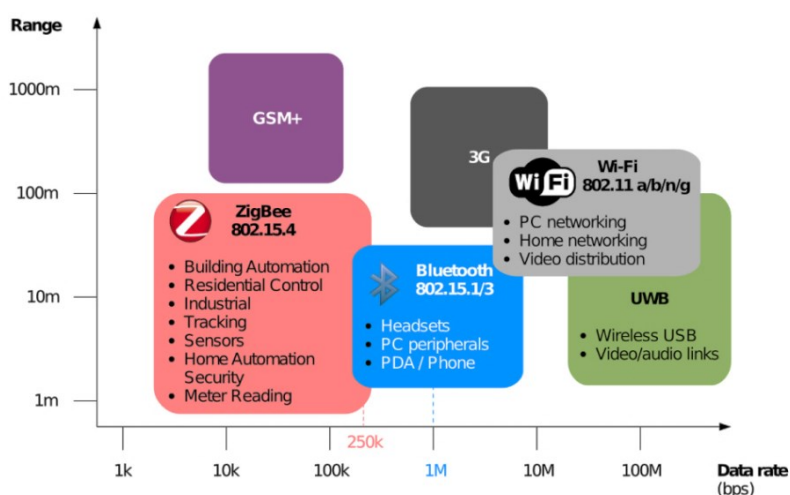 Range
1000m
100m
10m
1m
GSM+
3G
Wi Fi
Wi-Fi
802.11 a/b/n/g
• PC networking
• Home networking
• Video distribution
ZigBee
802.15.4
• Building Automation
• Residential Control
• Industrial
• Tracking
• Sensors
• Home Automation
Security
• Meter Reading
Bluetooth
802.15.1/3
• Headsets
• PC peripherals
• PDA / Phone
UWB
• Wireless USB
• Video/audio links
250k
1k
10k
100k
1M
10M
100M
Data rate
(bps)